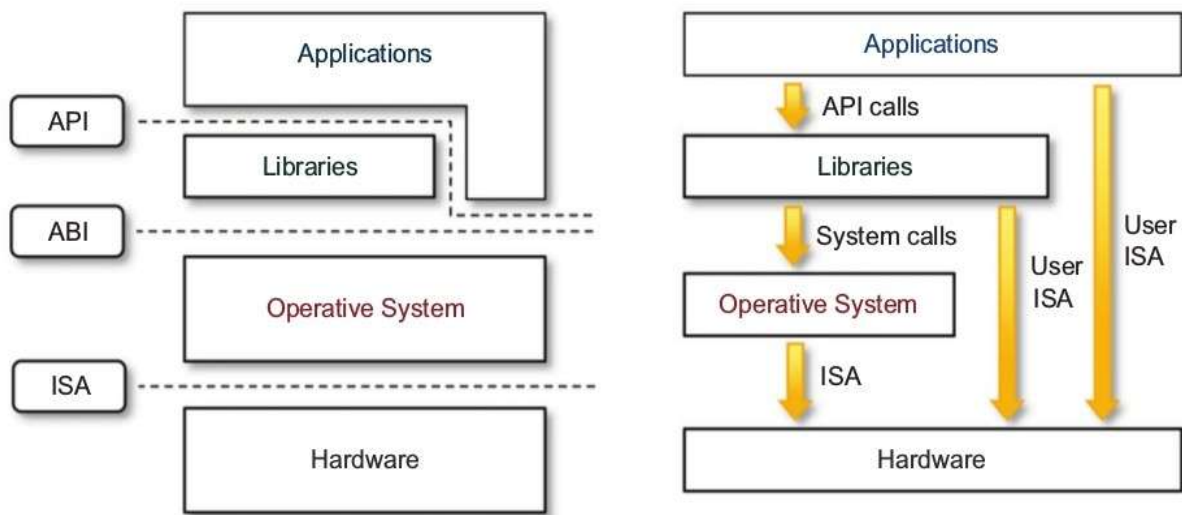 Applications
API
Libraries
ABI
Operative System
ISA
Hardware
Applications
API calls
Libraries
System calls
User
ISA
User
ISA
Operative System
ISA
Hardware